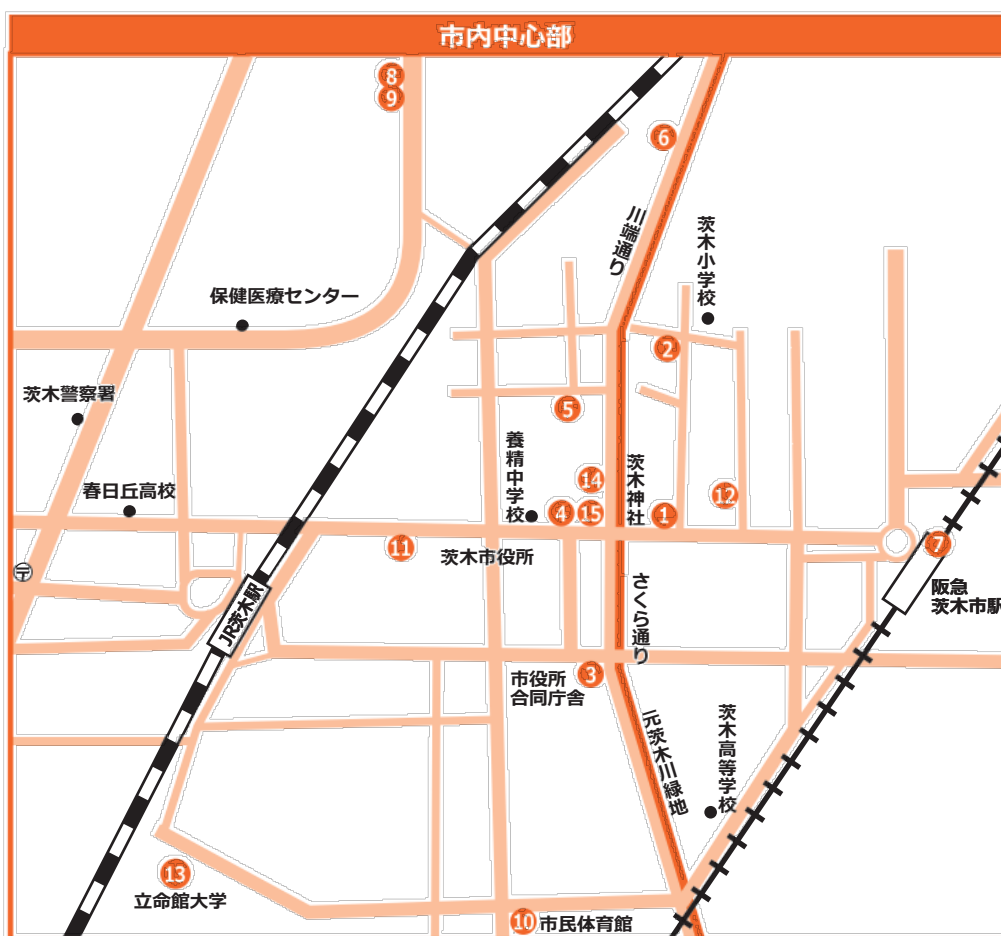 市内中心部
8
9
6
川端通り
茨木小学校
保健医療センター
2
茨木警察署
5
養精中学校
14
茨木神社
春日丘高校
12
4
15
1
11
茨木市役所
7
〒
阪急
茨木市駅
JR茨木駅
さくら通り
3
市役所
合同庁舎
元茨木川緑地
茨木高等学校
13
立命館大学
10
市民体育館